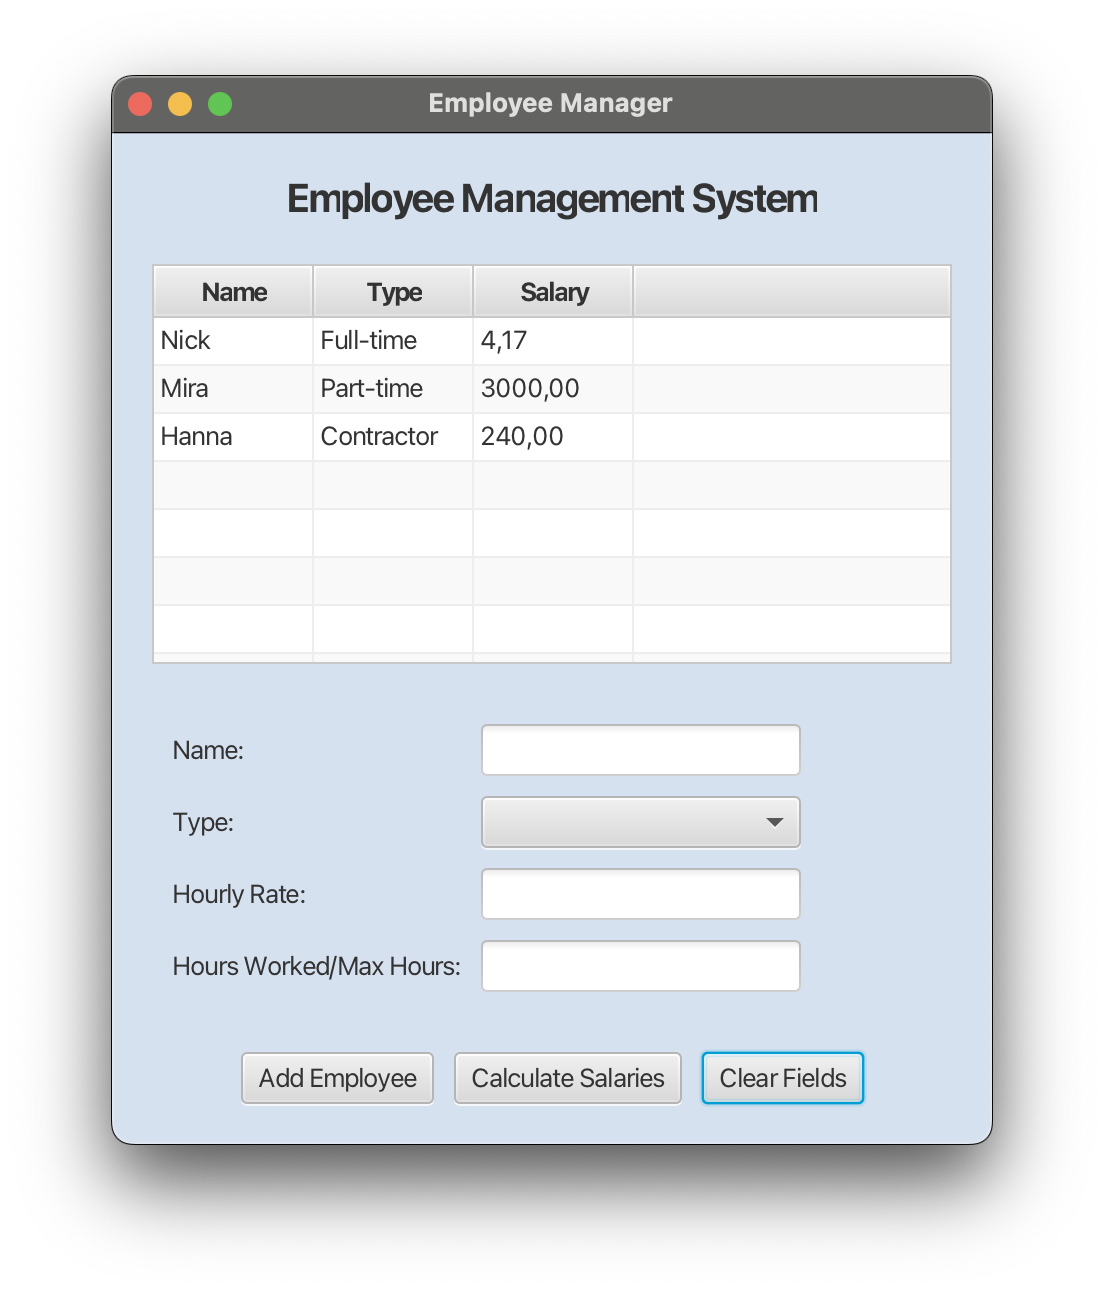 Employee Manager
Employee Management System
Name Type Salary
Nick Full-time 4,17
Mira Part-time 3000,00
Hanna Contractor 240,00
Name:
Type:
Hourly Rate:
Hours Worked/Max Hours:
Add Employee Calculate Salaries Clear Fields